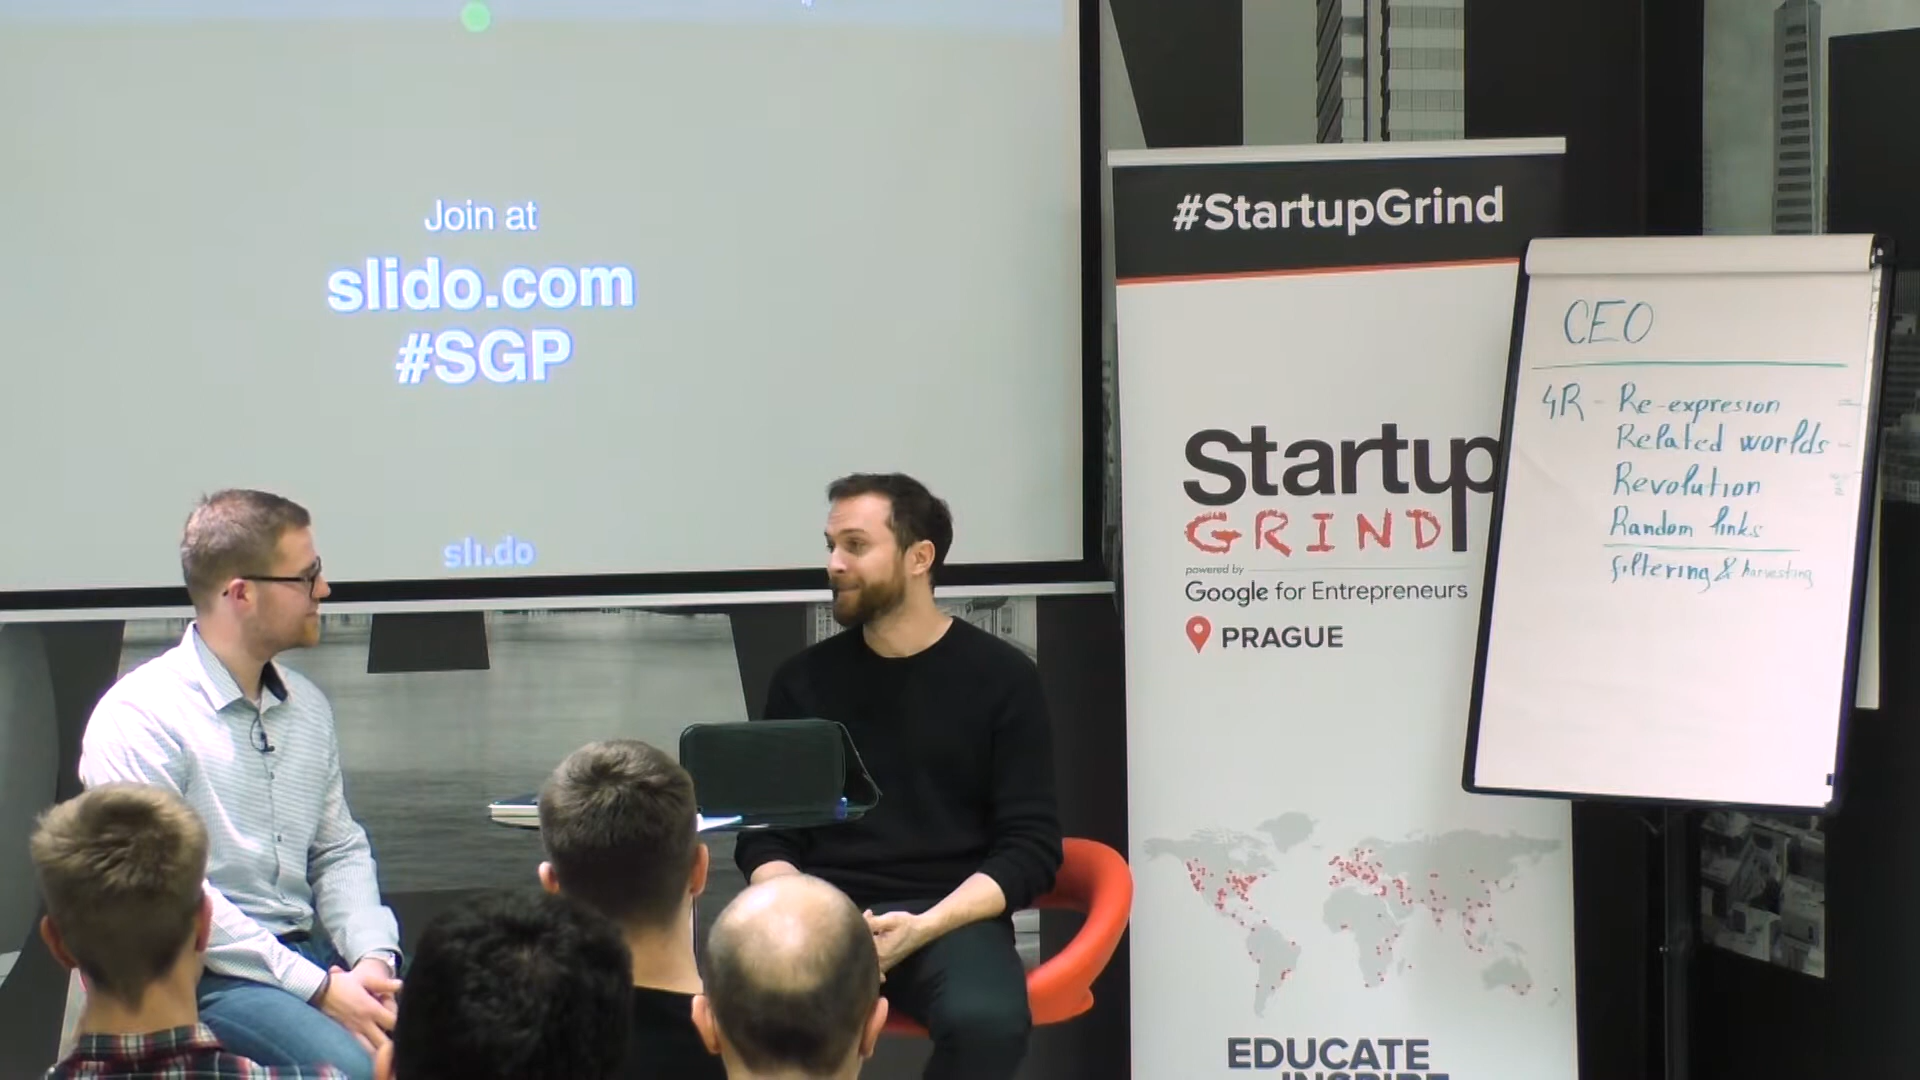 Join at
slido.com
#SGP
sli.do
#StartupGrind
Startup
GRIND
powered by
Google for Entrepreneurs
PRAGUE
EDUCATE
INSPIRE
CEO
4R - Re-expresion
Related worlds
Revolution
Random links
filtering & harvesting